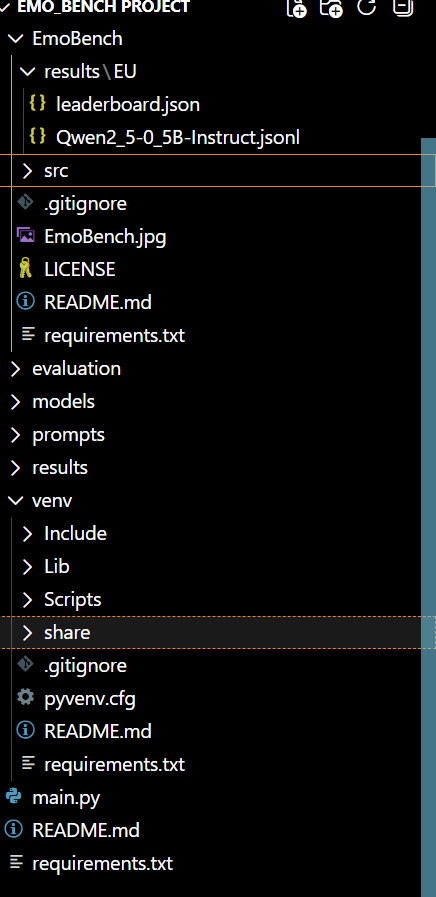 EMO_BENCH PROJECT
EmoBench
results\EU
{} leaderboard.json
{} Qwen2_5-0_5B-Instruct.jsonl
src
.gitignore
EmoBench.jpg
LICENSE
README.md
requirements.txt
evaluation
models
prompts
results
venv
Include
Lib
Scripts
share
.gitignore
pyvenv.cfg
README.md
requirements.txt
main.py
README.md
requirements.txt